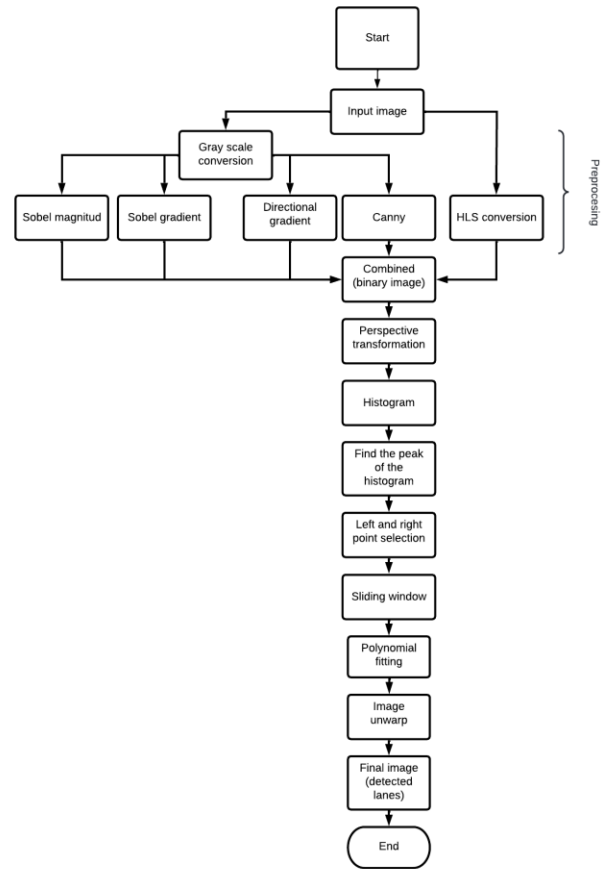 Start
Input image
Gray scale
conversion
Sobel magnitud
Sobel gradient
Directional
gradient
Canny
HLS conversion
Preprocesing
Combined
(binary image)
Perspective
transformation
Histogram
Find the peak
of the
histogram
Left and right
point selection
Sliding window
Polynomial
fitting
Image
unwarp
Final image
(detected
lanes)
End